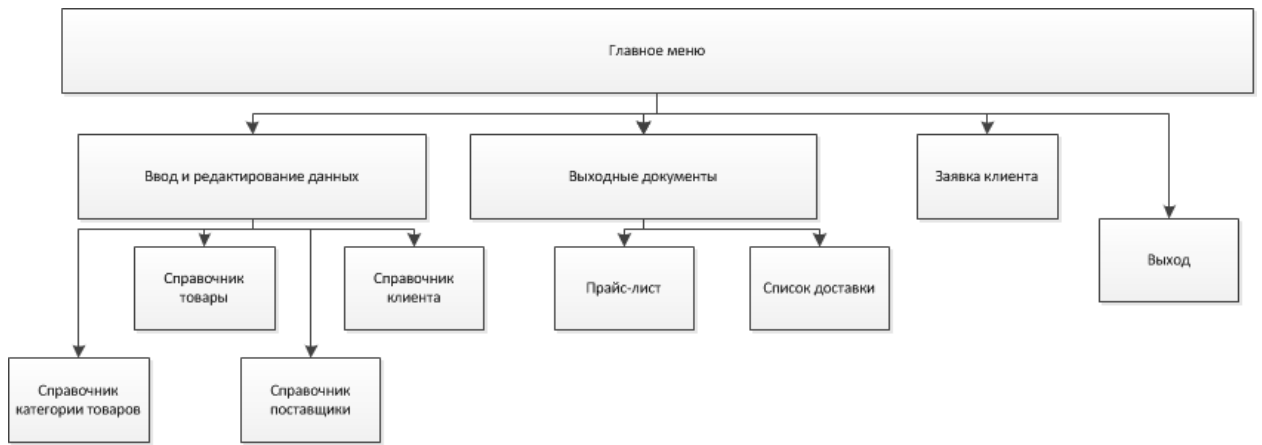 Главное меню
Ввод и редактирование данных
Выходные документы
Заявка клиента
Выход
Справочник
товары
Справочник
клиента
Прайс-лист
Список доставки
Справочник
категории товаров
Справочник
поставщики